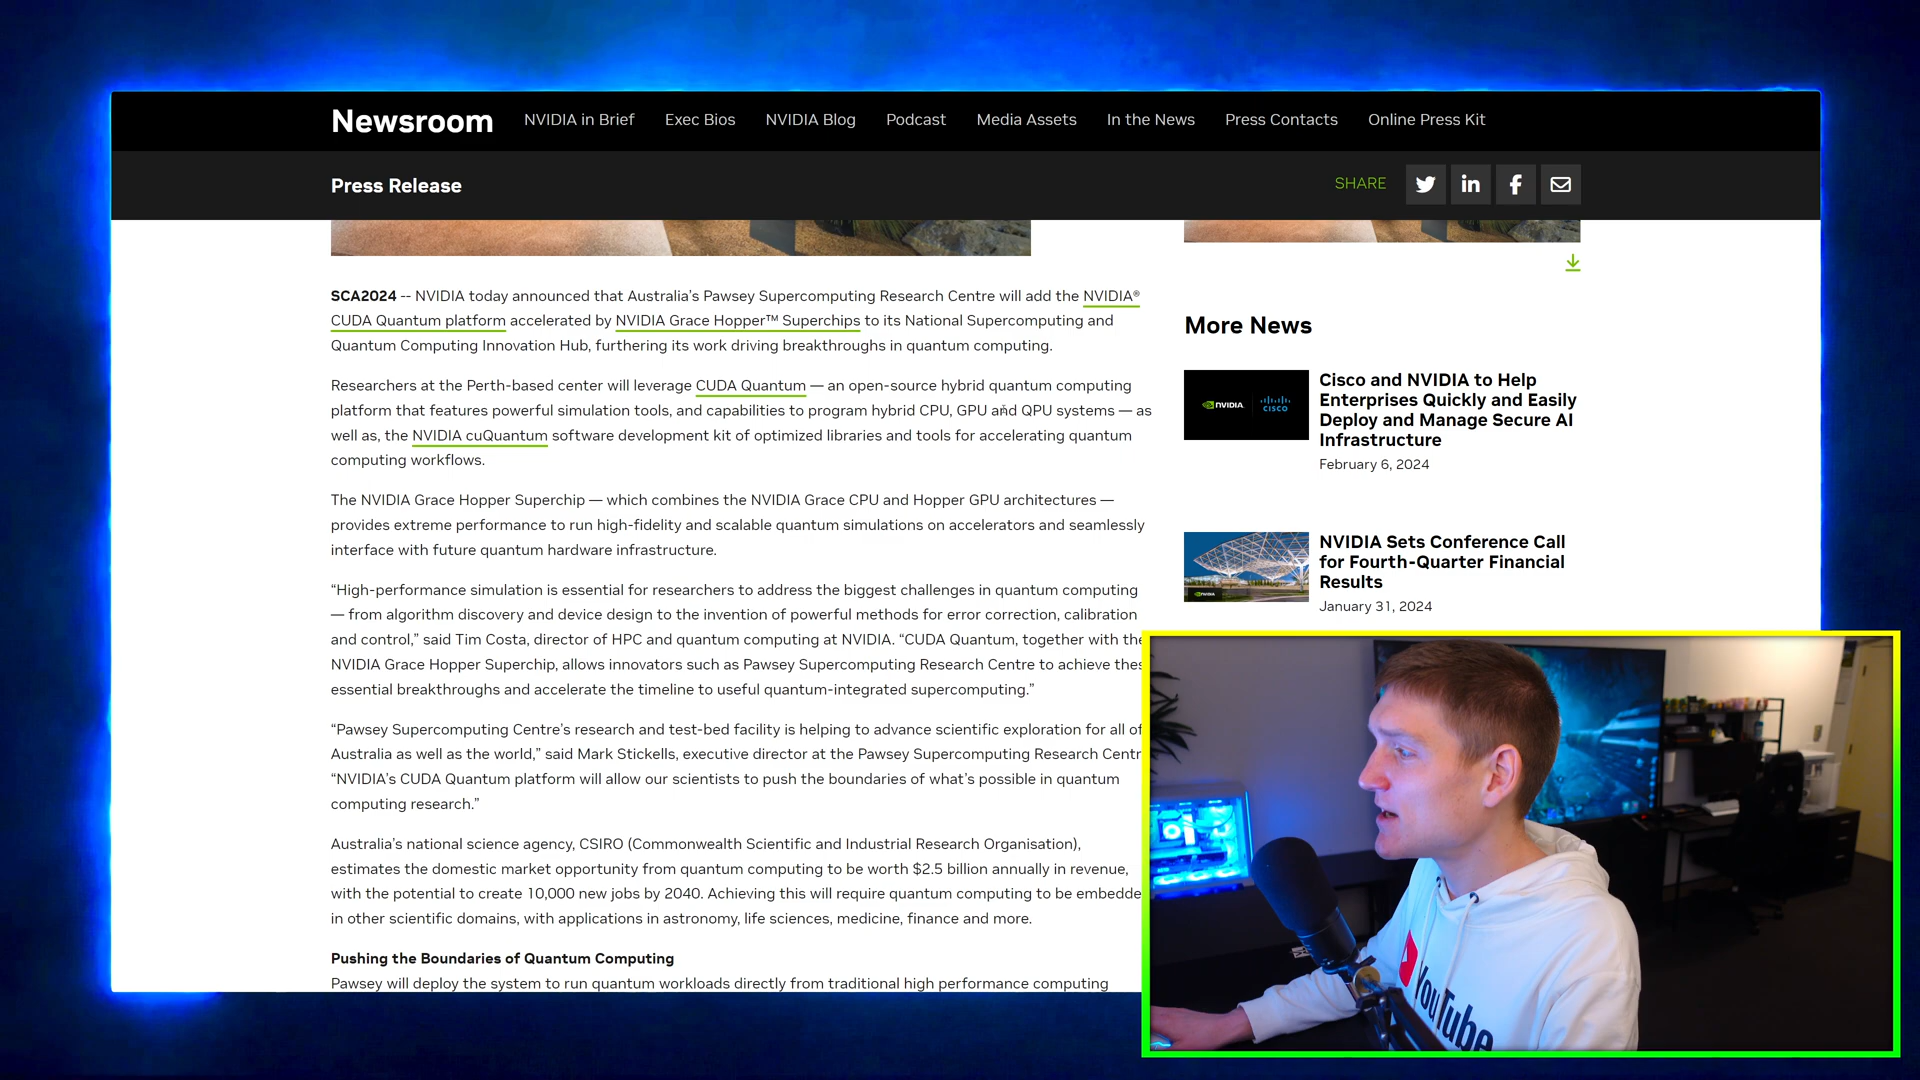 Newsroom NVIDIA in Brief Exec Bios NVIDIA Blog Podcast Media Assets In the News Press Contacts Online Press Kit
Press Release
SHARE
SCA2024 -- NVIDIA today announced that Australia's Pawsey Supercomputing Research Centre will add the NVIDIA®
CUDA Quantum platform accelerated by NVIDIA Grace Hopper™ Superchips to its National Supercomputing and
Quantum Computing Innovation Hub, furthering its work driving breakthroughs in quantum computing.
Researchers at the Perth-based center will leverage CUDA Quantum — an open-source hybrid quantum computing
platform that features powerful simulation tools, and capabilities to program hybrid CPU, GPU and QPU systems — as
well as, the NVIDIA cuQuantum software development kit of optimized libraries and tools for accelerating quantum
computing workflows.
The NVIDIA Grace Hopper Superchip — which combines the NVIDIA Grace CPU and Hopper GPU architectures —
provides extreme performance to run high-fidelity and scalable quantum simulations on accelerators and seamlessly
interface with future quantum hardware infrastructure.
“High-performance simulation is essential for researchers to address the biggest challenges in quantum computing
— from algorithm discovery and device design to the invention of powerful methods for error correction, calibration
and control,” said Tim Costa, director of HPC and quantum computing at NVIDIA. “CUDA Quantum, together with the
NVIDIA Grace Hopper Superchip, allows innovators such as Pawsey Supercomputing Research Centre to achieve thes
essential breakthroughs and accelerate the timeline to useful quantum-integrated supercomputing.”
“Pawsey Supercomputing Centre's research and test-bed facility is helping to advance scientific exploration for all of
Australia as well as the world,” said Mark Stickells, executive director at the Pawsey Supercomputing Research Centr
“NVIDIA's CUDA Quantum platform will allow our scientists to push the boundaries of what's possible in quantum
computing research.”
Australia's national science agency, CSIRO (Commonwealth Scientific and Industrial Research Organisation),
estimates the domestic market opportunity from quantum computing to be worth $2.5 billion annually in revenue,
with the potential to create 10,000 new jobs by 2040. Achieving this will require quantum computing to be embedde
in other scientific domains, with applications in astronomy, life sciences, medicine, finance and more.
Pushing the Boundaries of Quantum Computing
Pawsey will deploy the system to run quantum workloads directly from traditional high performance computing
More News
NVIDIA
CISCO
Cisco and NVIDIA to Help
Enterprises Quickly and Easily
Deploy and Manage Secure AI
Infrastructure
February 6, 2024
NVIDIA
NVIDIA Sets Conference Call
for Fourth-Quarter Financial
Results
January 31, 2024
YouTube